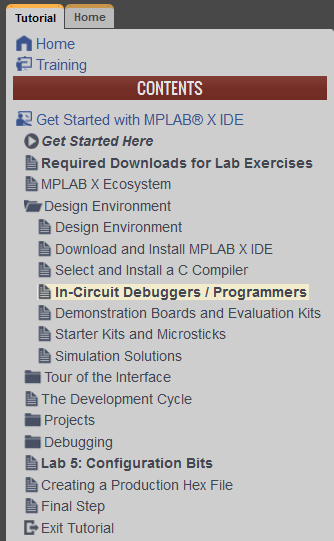 Tutorial Home
Home
Training
CONTENTS
Get Started with MPLAB® X IDE
Get Started Here
Required Downloads for Lab Exercises
MPLAB X Ecosystem
Design Environment
Design Environment
Download and Install MPLAB X IDE
Select and Install a C Compiler
In-Circuit Debuggers / Programmers
Demonstration Boards and Evaluation Kits
Starter Kits and Microsticks
Simulation Solutions
Tour of the Interface
The Development Cycle
Projects
Debugging
Lab 5: Configuration Bits
Creating a Production Hex File
Final Step
Exit Tutorial